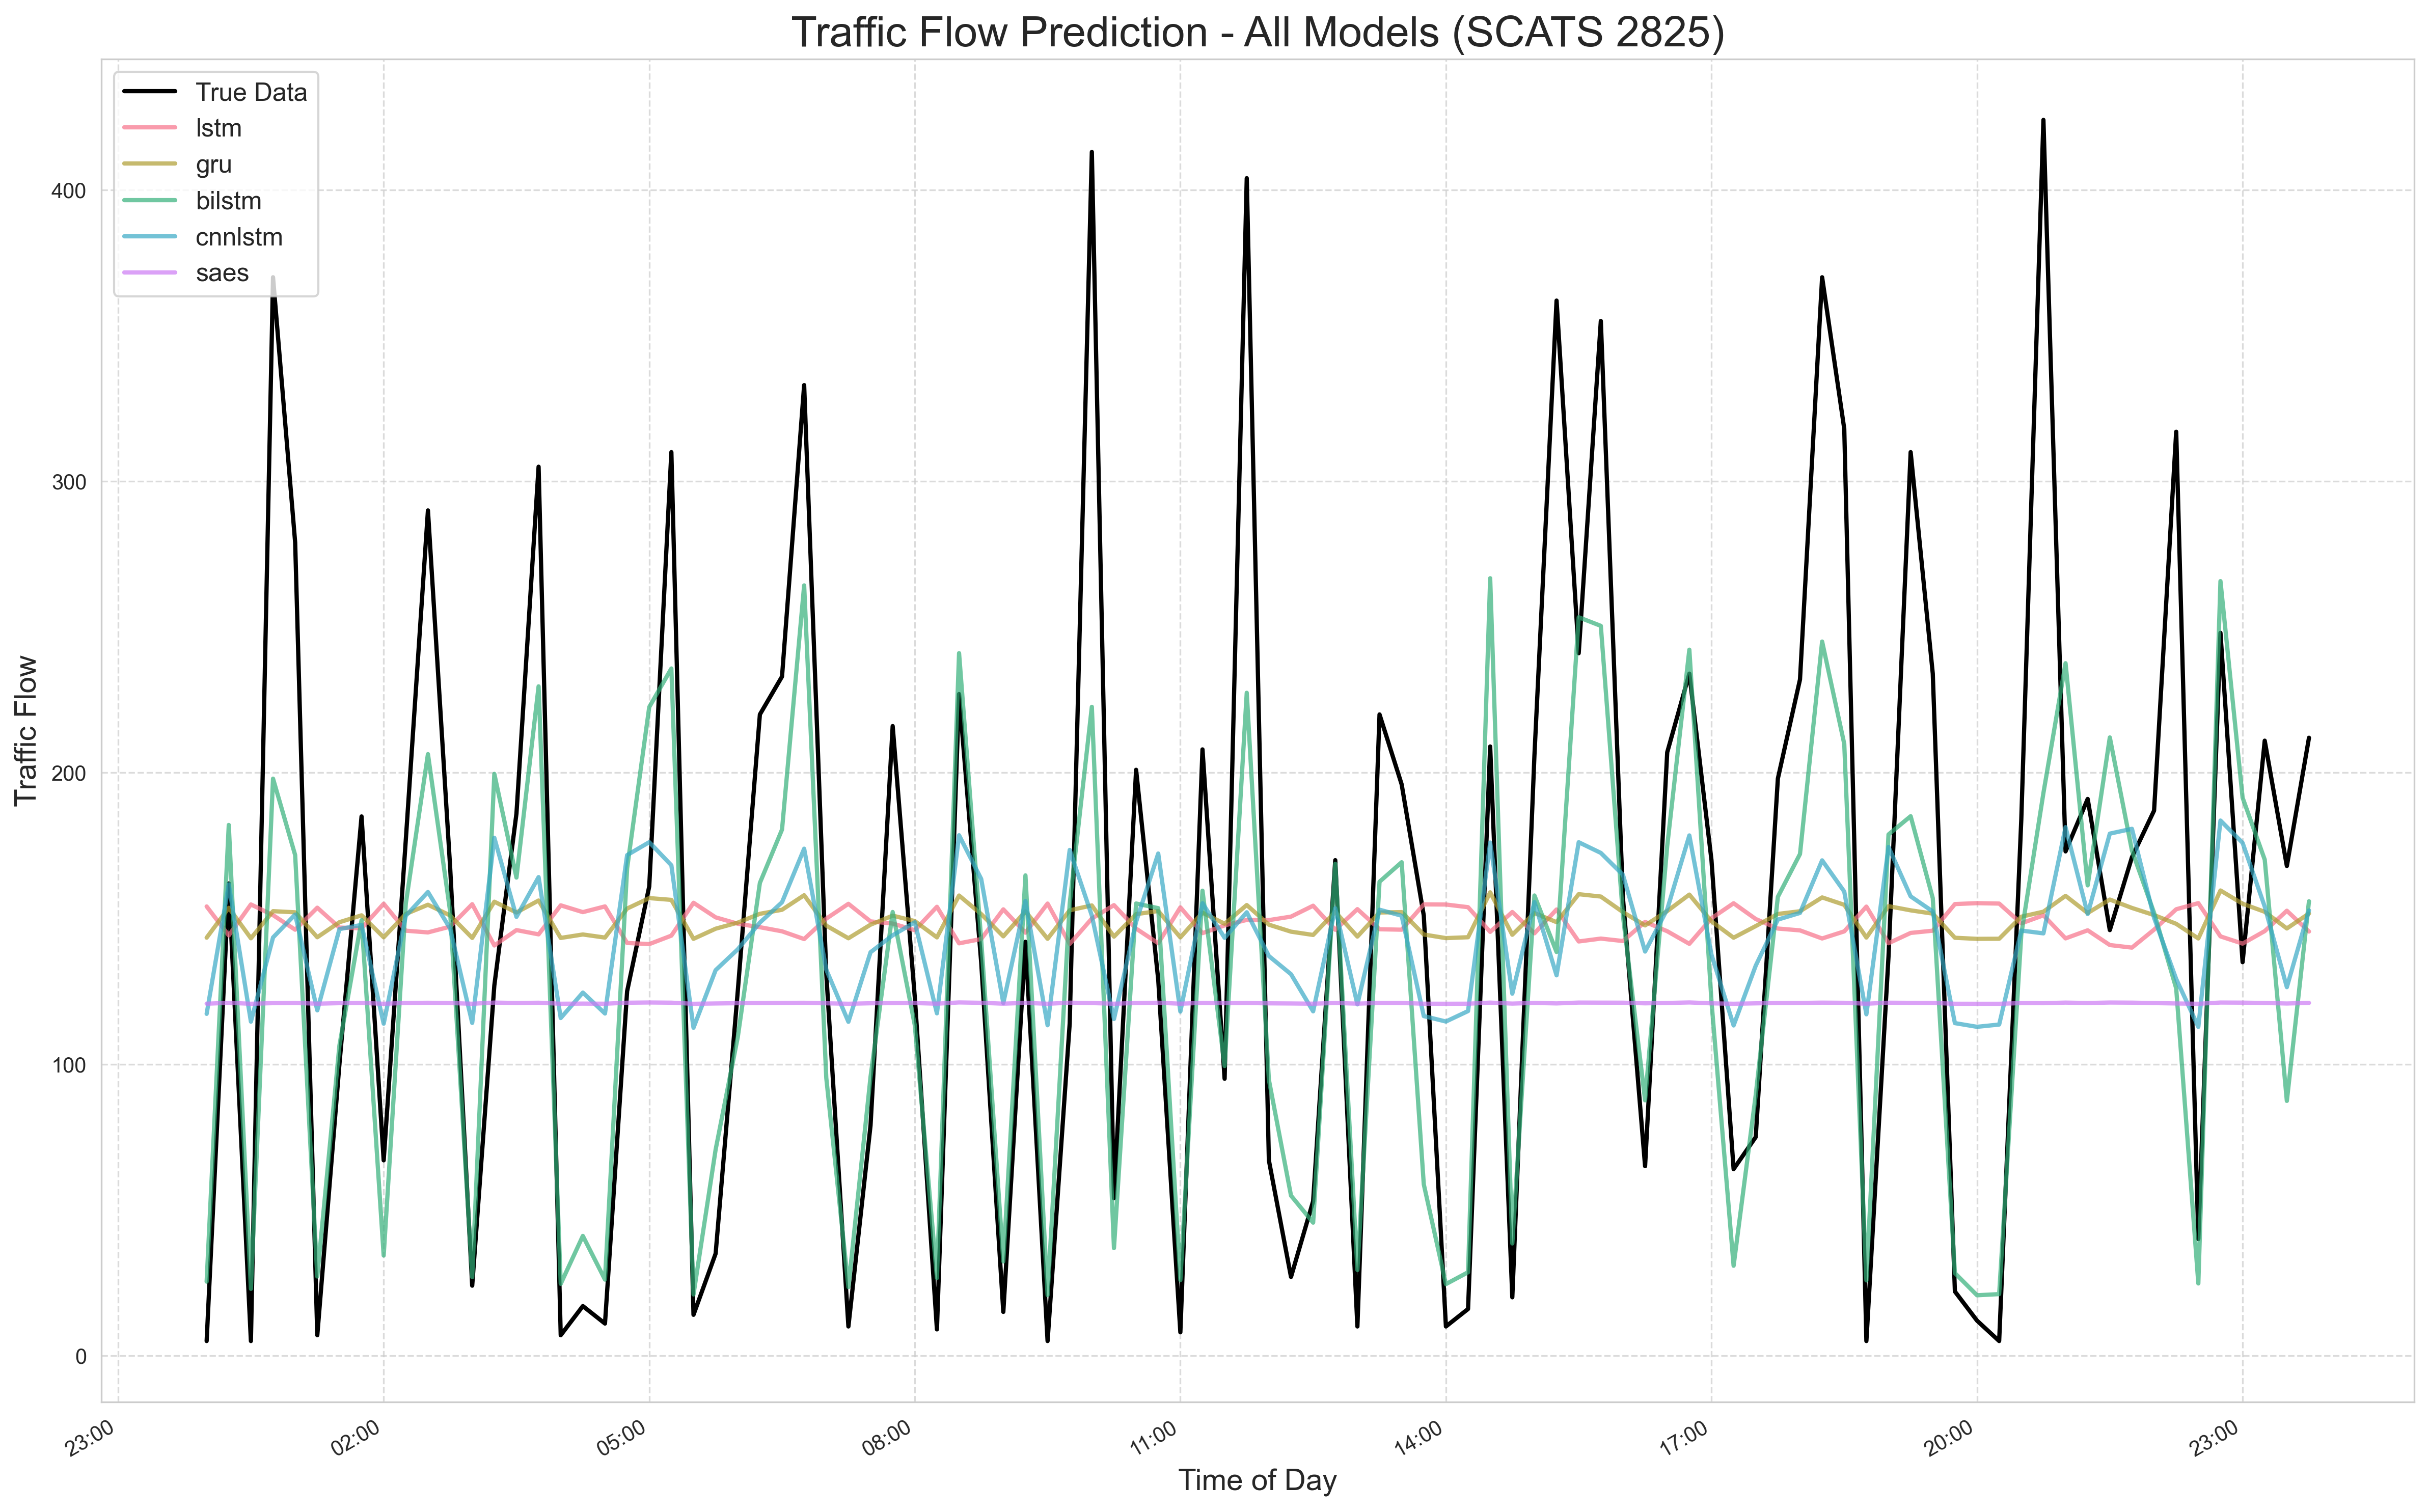 Traffic Flow Prediction - All Models (SCATS 2825)
True Data
lstm
gru
bilstm
cnnlstm
saes
Traffic Flow
400
300
200
100
0
23:00 02:00 05:00 08:00 11:00 14:00 17:00 20:00 23:00
Time of Day